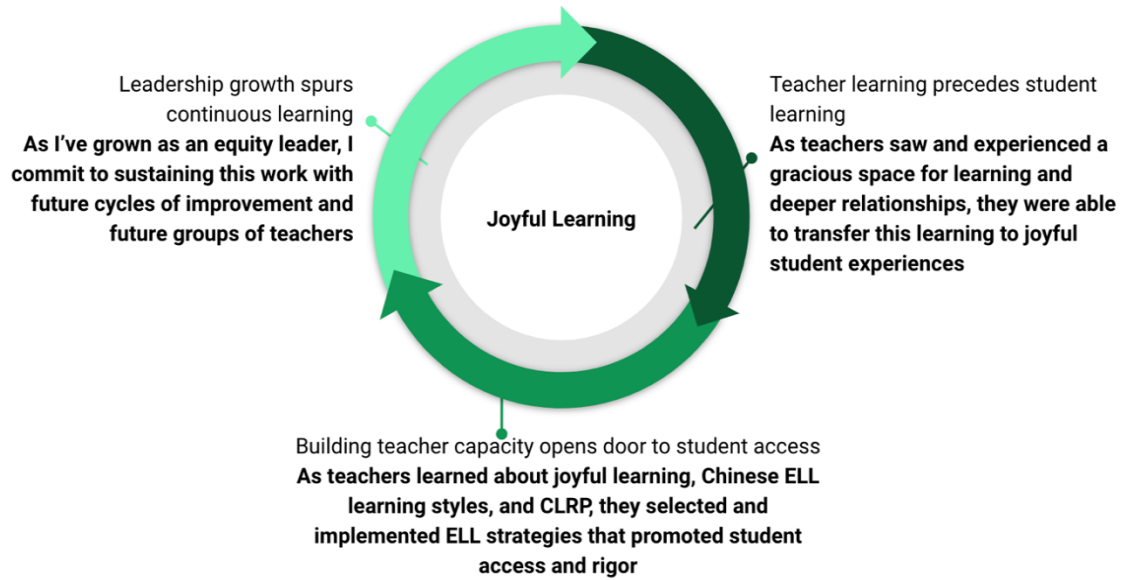 Leadership growth spurs
continuous learning
As I've grown as an equity leader, I
commit to sustaining this work with
future cycles of improvement and
future groups of teachers
Joyful Learning
Teacher learning precedes student
learning
As teachers saw and experienced a
gracious space for learning and
deeper relationships, they were able
to transfer this learning to joyful
student experiences
Building teacher capacity opens door to student access
As teachers learned about joyful learning, Chinese ELL
learning styles, and CLRP, they selected and
implemented ELL strategies that promoted student
access and rigor